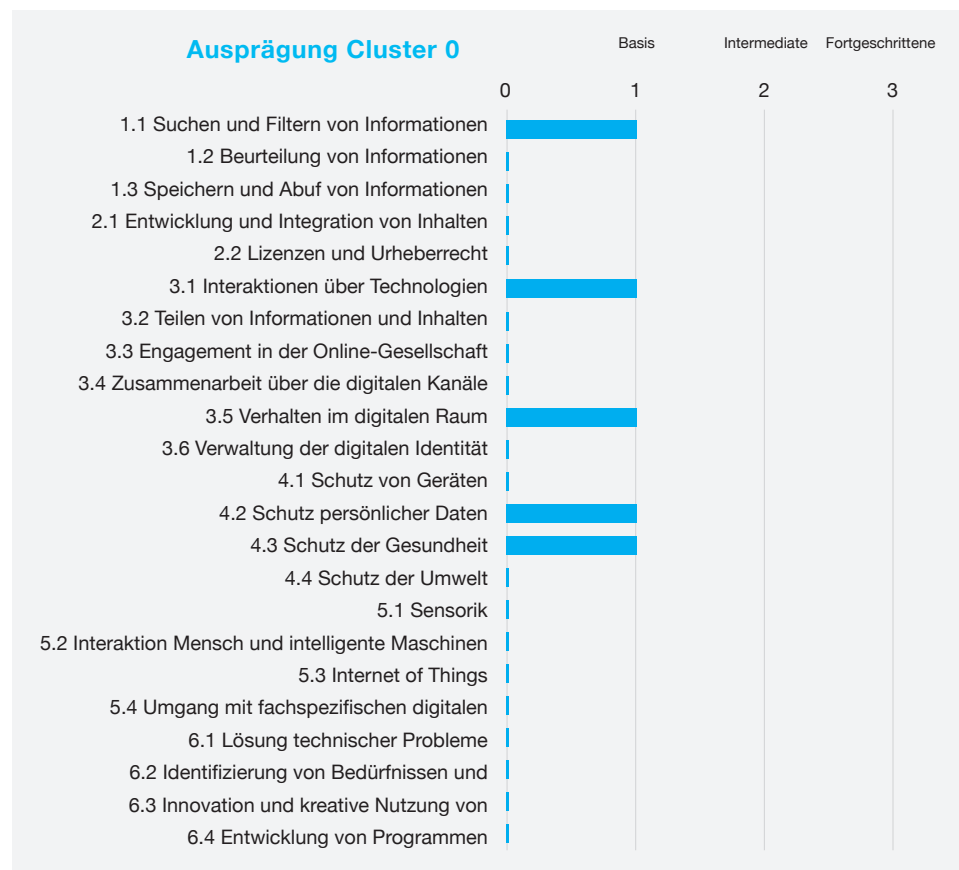 Ausprägung Cluster 0
Basis Intermediate Fortgeschrittene
0 1 2 3
1.1 Suchen und Filtern von Informationen
1.2 Beurteilung von Informationen
1.3 Speichern und Abuf von Informationen
2.1 Entwicklung und Integration von Inhalten
2.2 Lizenzen und Urheberrecht
3.1 Interaktionen über Technologien
3.2 Teilen von Informationen und Inhalten
3.3 Engagement in der Online-Gesellschaft
3.4 Zusammenarbeit über die digitalen Kanäle
3.5 Verhalten im digitalen Raum
3.6 Verwaltung der digitalen Identität
4.1 Schutz von Geräten
4.2 Schutz persönlicher Daten
4.3 Schutz der Gesundheit
4.4 Schutz der Umwelt
5.1 Sensorik
5.2 Interaktion Mensch und intelligente Maschinen
5.3 Internet of Things
5.4 Umgang mit fachspezifischen digitalen
6.1 Lösung technischer Probleme
6.2 Identifizierung von Bedürfnissen und
6.3 Innovation und kreative Nutzung von
6.4 Entwicklung von Programmen